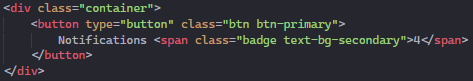 <div class="container">
    <button type="button" class="btn btn-primary">
        Notifications <span class="badge text-bg-secondary">4</span>
    </button>
</div>